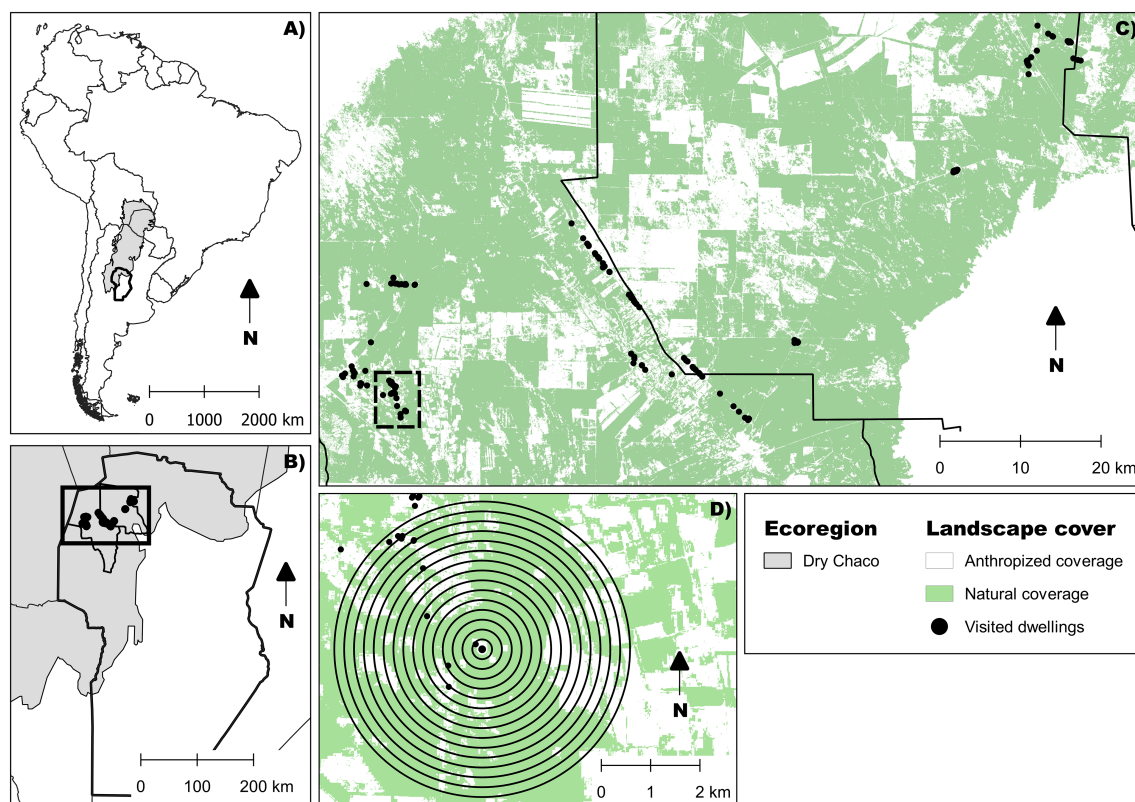 A)
N
0 1000 2000 km
B)
N
0 100 200 km
C)
N
0 10 20 km
D)
N
0 1 2 km
Ecoregion
Dry Chaco
Landscape cover
Anthropized coverage
Natural coverage
Visited dwellings